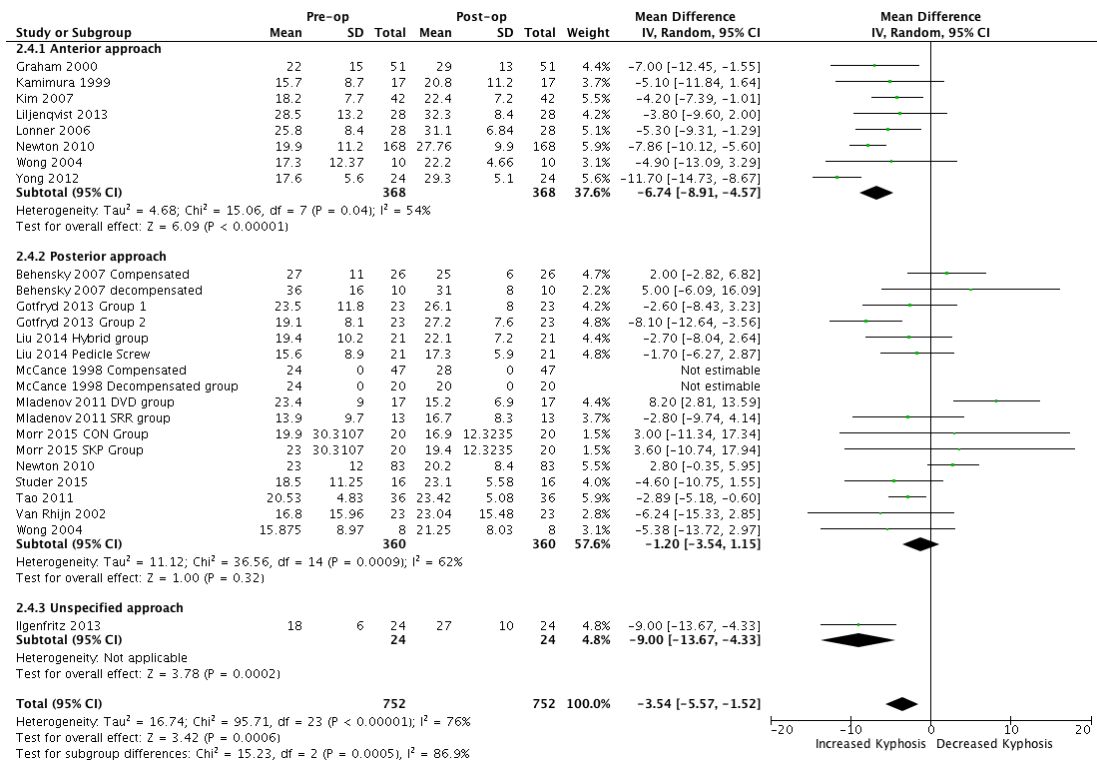 Pre-op Post-op Mean Difference Mean Difference
Study or Subgroup Mean SD Total Mean SD Total Weight IV, Random, 95% CI IV, Random, 95% CI
2.4.1 Anterior approach
Graham 2000 22 15 51 29 13 51 4.4% −7.00 [−12.45, −1.55]
Kamimura 1999 15.7 8.7 17 20.8 11.2 17 3.7% −5.10 [−11.84, 1.64]
Kim 2007 18.2 7.7 42 22.4 7.2 42 5.5% −4.20 [−7.39, −1.01]
Liljenqvist 2013 28.5 13.2 28 32.3 8.4 28 4.2% −3.80 [−9.60, 2.00]
Lonner 2006 25.8 8.4 28 31.1 6.84 28 5.1% −5.30 [−9.31, −1.29]
Newton 2010 19.9 11.2 168 27.76 9.9 168 5.9% −7.86 [−10.12, −5.60]
Wong 2004 17.3 12.37 10 22.2 4.66 10 3.1% −4.90 [−13.09, 3.29]
Yong 2012 17.6 5.6 24 29.3 5.1 24 5.6% −11.70 [−14.73, −8.67]
Subtotal (95% CI) 368 368 37.6% −6.74 [−8.91, −4.57]
Heterogeneity: Tau² = 4.68; Chi² = 15.06, df = 7 (P = 0.04); I² = 54%
Test for overall effect: Z = 6.09 (P < 0.00001)
2.4.2 Posterior approach
Behensky 2007 Compensated 27 11 26 25 6 26 4.7% 2.00 [−2.82, 6.82]
Behensky 2007 decompensated 36 16 10 31 8 10 2.2% 5.00 [−6.09, 16.09]
Gotfryd 2013 Group 1 23.5 11.8 23 26.1 8 23 4.2% −2.60 [−8.43, 3.23]
Gotfryd 2013 Group 2 19.1 8.1 23 27.2 7.6 23 4.8% −8.10 [−12.64, −3.56]
Liu 2014 Hybrid group 19.4 10.2 21 22.1 7.2 21 4.4% −2.70 [−8.04, 2.64]
Liu 2014 Pedicle Screw 15.6 8.9 21 17.3 5.9 21 4.8% −1.70 [−6.27, 2.87]
McCance 1998 Compensated 24 0 47 28 0 47 Not estimable
McCance 1998 Decompensated group 24 0 20 20 0 20 Not estimable
Mladenov 2011 DVD group 23.4 9 17 15.2 6.9 17 4.4% 8.20 [2.81, 13.59]
Mladenov 2011 SRR group 13.9 9.7 13 16.7 8.3 13 3.7% −2.80 [−9.74, 4.14]
Morr 2015 CON Group 19.9 30.3107 20 16.9 12.3235 20 1.5% 3.00 [−11.34, 17.34]
Morr 2015 SKP Group 23 30.3107 20 19.4 12.3235 20 1.5% 3.60 [−10.74, 17.94]
Newton 2010 23 12 83 20.2 8.4 83 5.5% 2.80 [−0.35, 5.95]
Studer 2015 18.5 11.25 16 23.1 5.58 16 4.0% −4.60 [−10.75, 1.55]
Tao 2011 20.53 4.83 36 23.42 5.08 36 5.9% −2.89 [−5.18, −0.60]
Van Rhijn 2002 16.8 15.96 23 23.04 15.48 23 2.8% −6.24 [−15.33, 2.85]
Wong 2004 15.875 8.97 8 21.25 8.03 8 3.1% −5.38 [−13.72, 2.97]
Subtotal (95% CI) 360 360 57.6% −1.20 [−3.54, 1.15]
Heterogeneity: Tau² = 11.12; Chi² = 36.56, df = 14 (P = 0.0009); I² = 62%
Test for overall effect: Z = 1.00 (P = 0.32)
2.4.3 Unspecified approach
Ilgenfritz 2013 18 6 24 27 10 24 4.8% −9.00 [−13.67, −4.33]
Subtotal (95% CI) 24 24 4.8% −9.00 [−13.67, −4.33]
Heterogeneity: Not applicable
Test for overall effect: Z = 3.78 (P = 0.0002)
Total (95% CI) 752 752 100.0% −3.54 [−5.57, −1.52]
Heterogeneity: Tau² = 16.74; Chi² = 95.71, df = 23 (P < 0.00001); I² = 76%
Test for overall effect: Z = 3.42 (P = 0.0006)
Test for subgroup differences: Chi² = 15.23, df = 2 (P = 0.0005), I² = 86.9%
−20 −10 0 10 20
Increased Kyphosis Decreased Kyphosis